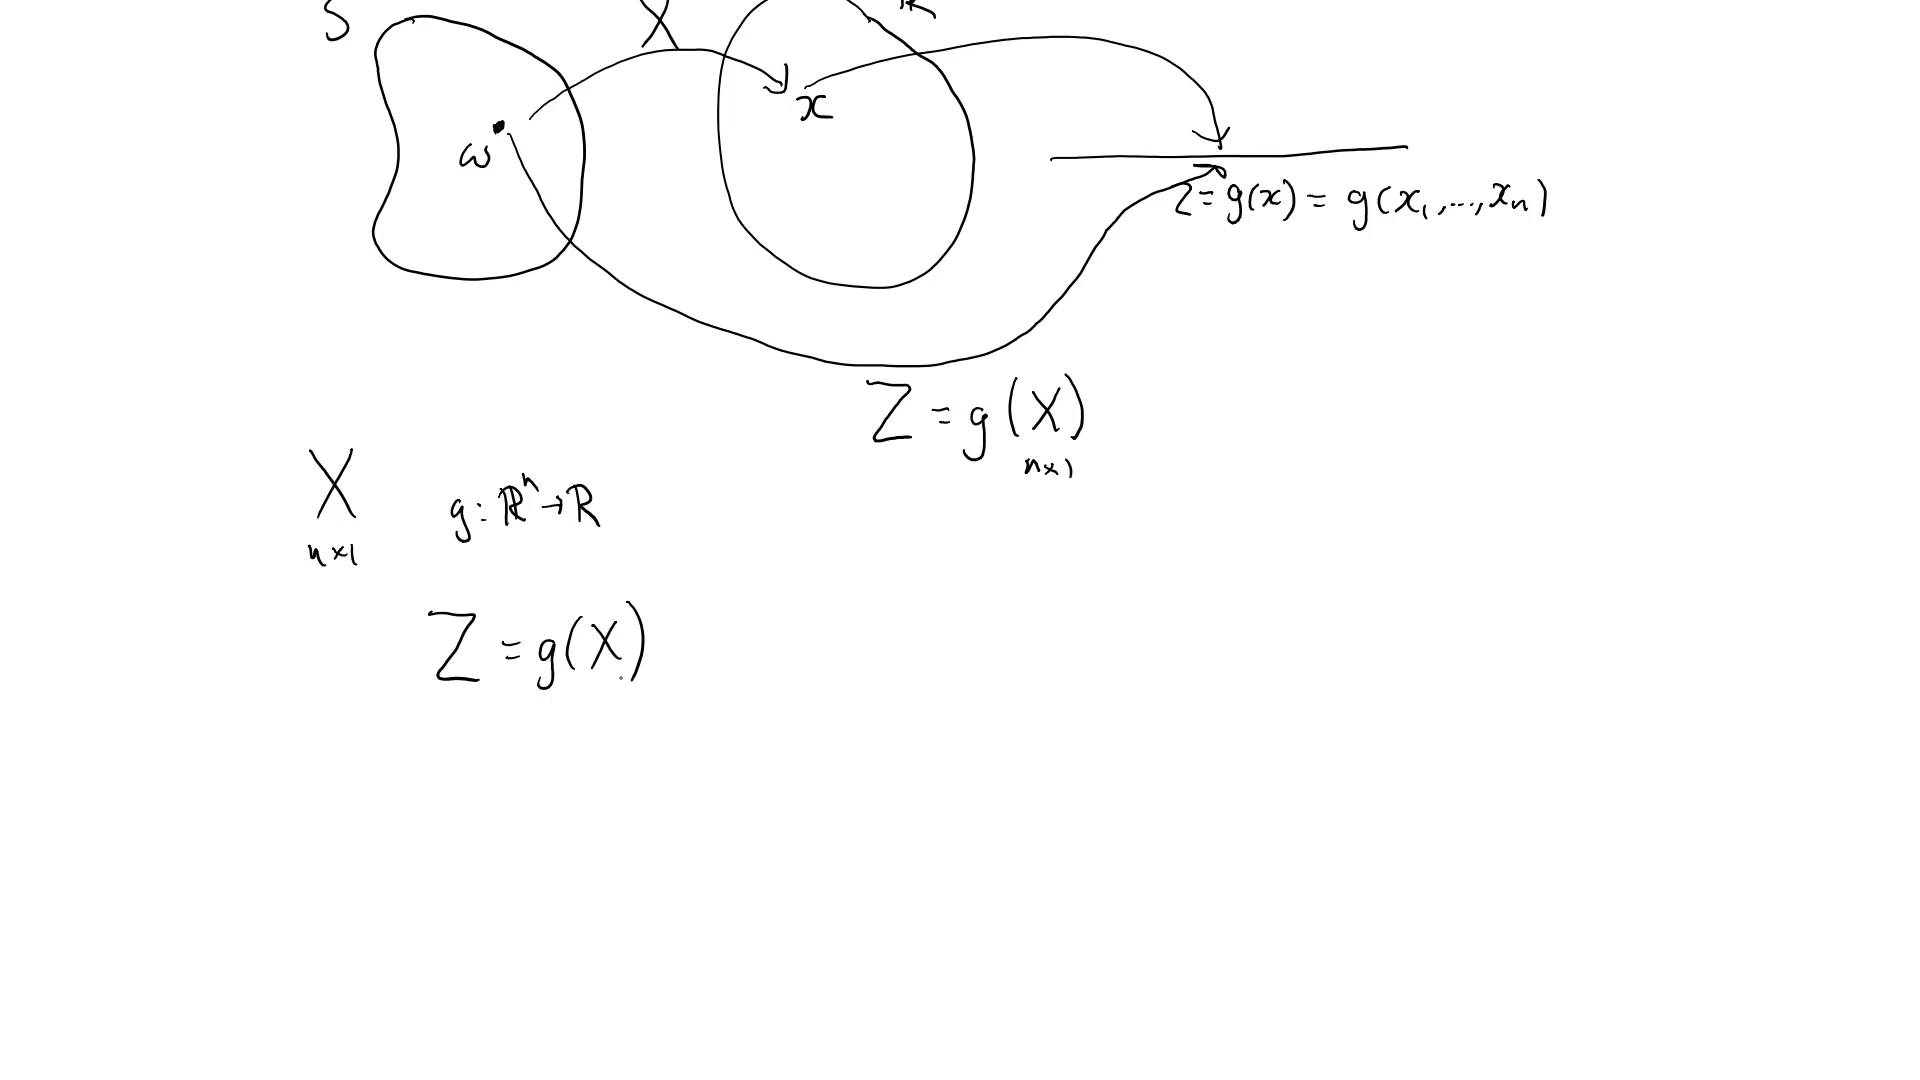 S X R
x
ω
z = g(x) = g(x₁,...,xₙ)
Z = g(X)
n×1
X g: ℝⁿ→ℝ
n×1
Z = g(X)